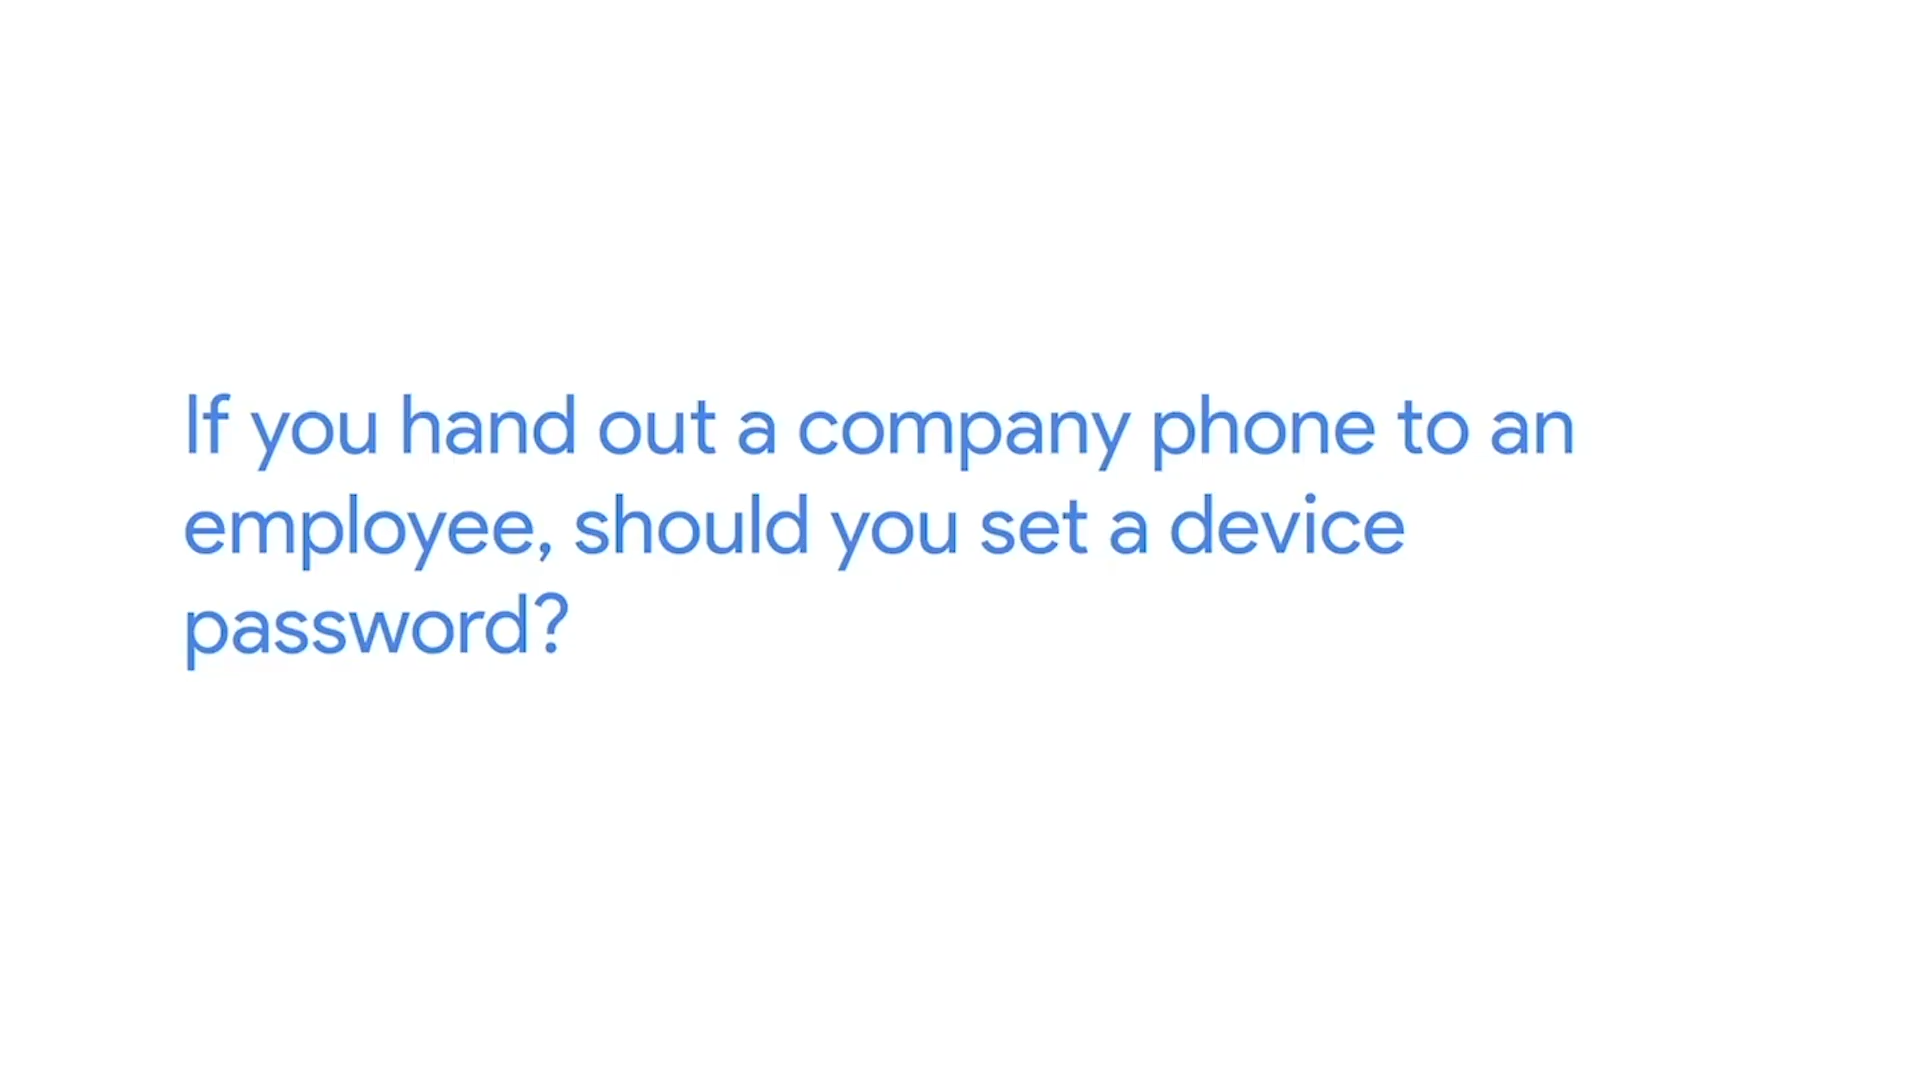 If you hand out a company phone to an
employee, should you set a device
password?